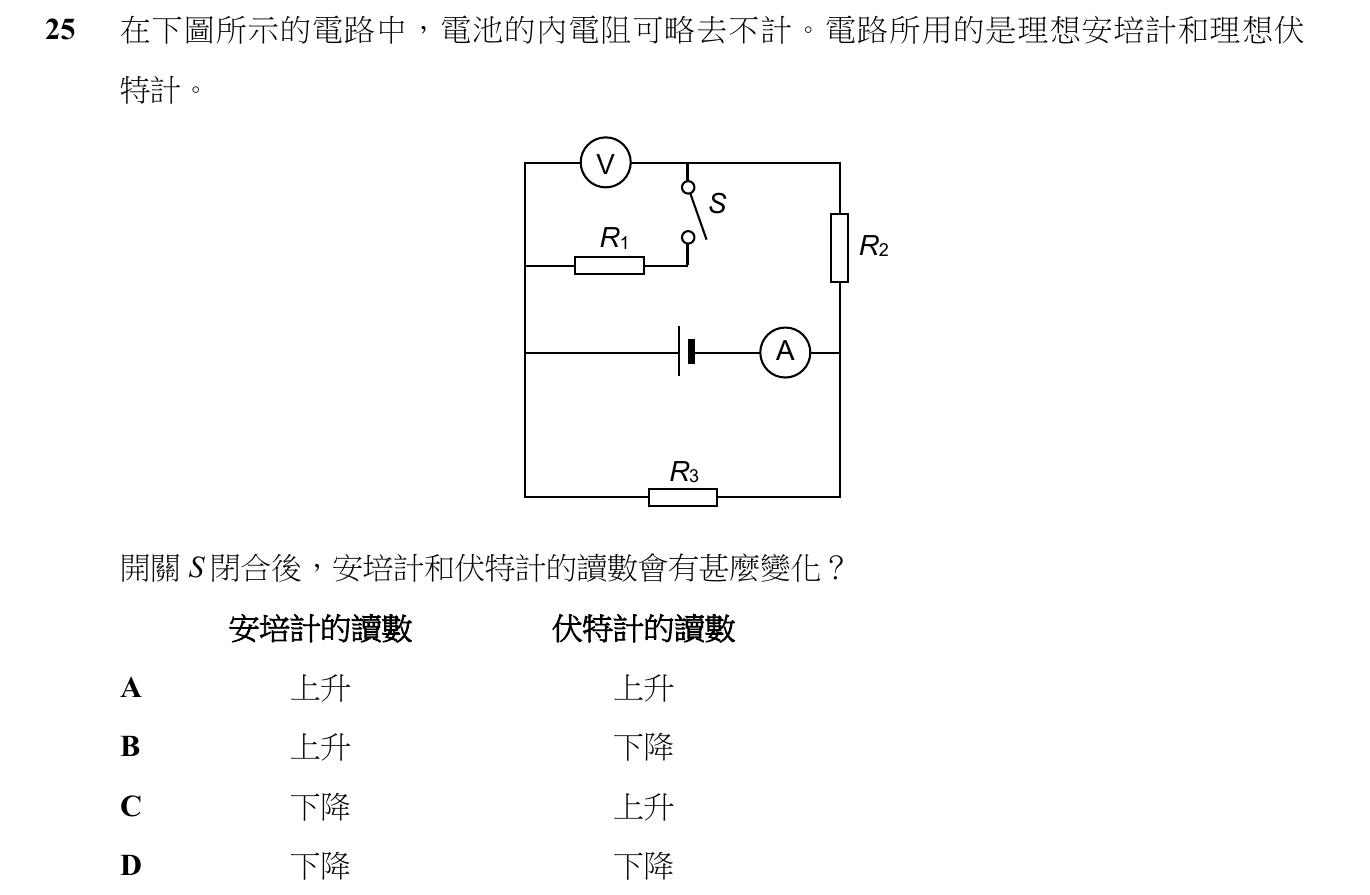 25 在下圖所示的電路中，電池的內電阻可略去不計。電路所用的是理想安培計和理想伏
特計。
V
S
R1
R2
A
R3
開關 S 閉合後，安培計和伏特計的讀數會有甚麼變化？
安培計的讀數 伏特計的讀數
A 上升 上升
B 上升 下降
C 下降 上升
D 下降 下降